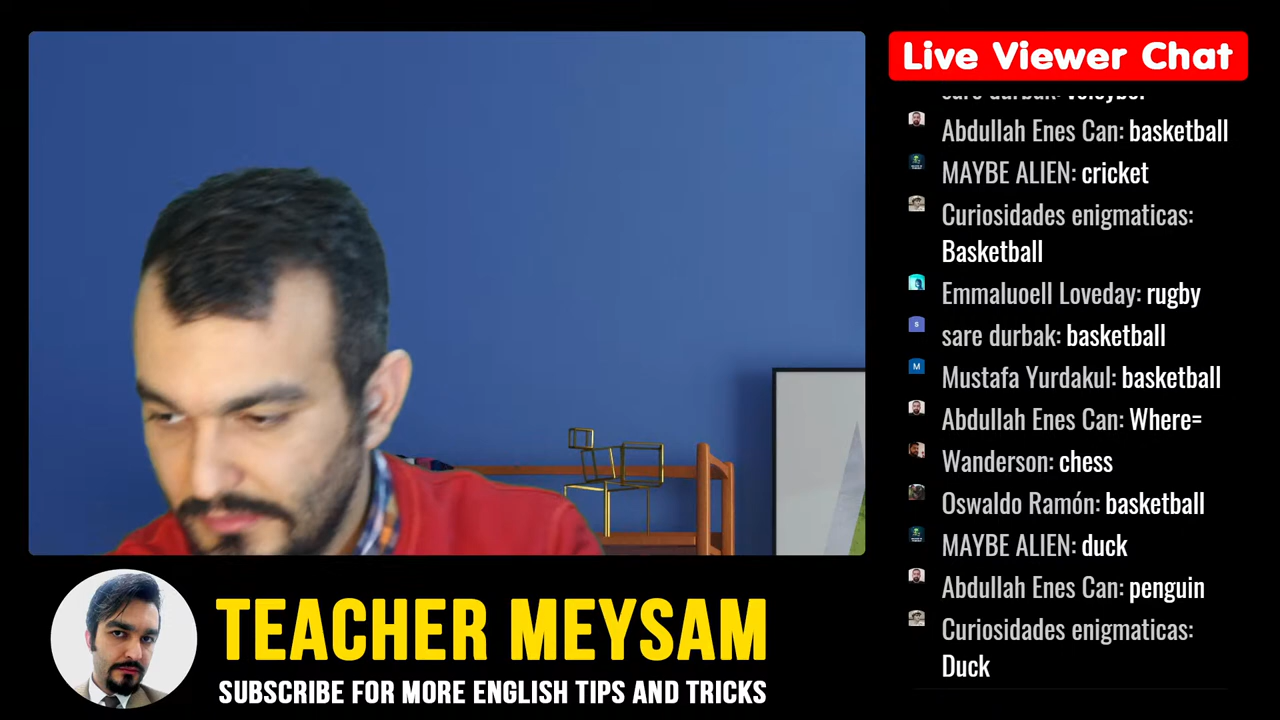 Live Viewer Chat
sare durbak:
Abdullah Enes Can: basketball
MAYBE ALIEN: cricket
Curiosidades enigmaticas:
Basketball
Emmaluoell Loveday: rugby
S
sare durbak: basketball
M
Mustafa Yurdakul: basketball
Abdullah Enes Can: Where=
Wanderson: chess
Oswaldo Ramón: basketball
MAYBE ALIEN: duck
Abdullah Enes Can: penguin
Curiosidades enigmaticas:
Duck
TEACHER MEYSAM
SUBSCRIBE FOR MORE ENGLISH TIPS AND TRICKS